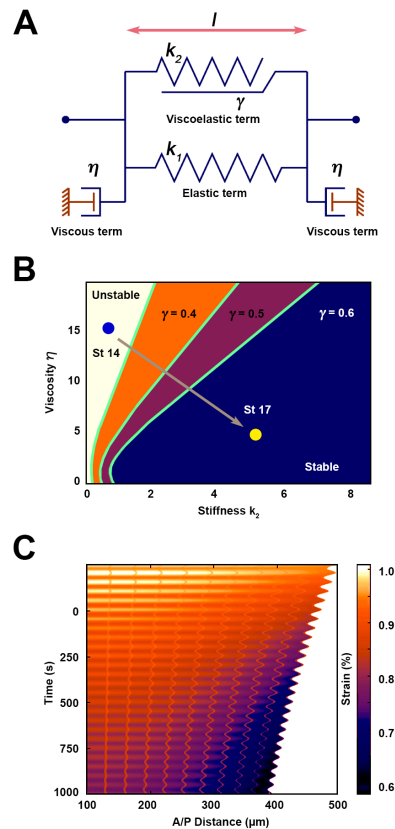 A
l
k2
γ
Viscoelastic term
η
k1
η
Elastic term
Viscous term
Viscous term
B
Viscosity η
15
10
5
0
Unstable
γ = 0.4
γ = 0.5
γ = 0.6
St 14
St 17
Stable
0
2
4
6
8
Stiffness k2
C
Time (s)
0
250
500
750
1000
100
200
300
400
500
A/P Distance (μm)
Strain (%)
1.0
0.9
0.8
0.7
0.6